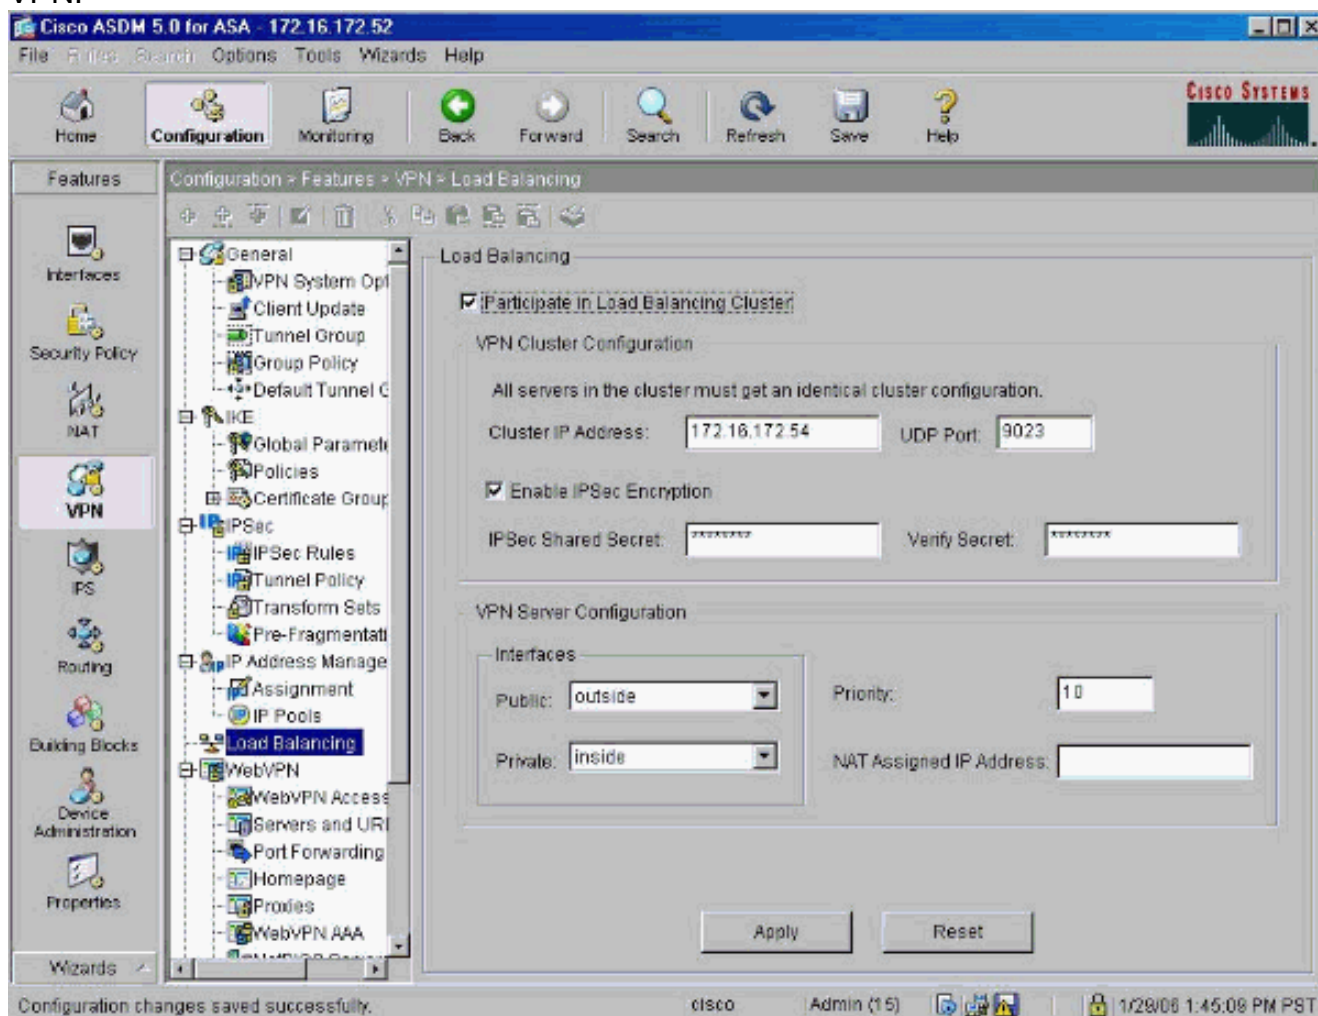 Cisco ASDM 5.0 for ASA - 172.16.172.52
File Rules Search Options Tools Wizards Help
Home Configuration Monitoring Back Forward Search Refresh Save Help
CISCO SYSTEMS
Features
Configuration > Features > VPN > Load Balancing
Interfaces
Security Policy
NAT
VPN
IPS
Routing
Building Blocks
Device Administration
Properties
Wizards
General
VPN System Opt
Client Update
Tunnel Group
Group Policy
Default Tunnel G
IKE
Global Paramete
Policies
Certificate Group
IPSec
IPSec Rules
Tunnel Policy
Transform Sets
Pre-Fragmentati
IP Address Manage
Assignment
IP Pools
Load Balancing
WebVPN
WebVPN Access
Servers and URL
Port Forwarding
Homepage
Proxies
WebVPN AAA
Load Balancing
Participate in Load Balancing Cluster
VPN Cluster Configuration
All servers in the cluster must get an identical cluster configuration.
Cluster IP Address: 172.16.172.54 UDP Port: 9023
Enable IPSec Encryption
IPSec Shared Secret: ******** Verify Secret: ********
VPN Server Configuration
Interfaces
Public: outside Priority: 10
Private: inside NAT Assigned IP Address:
Apply Reset
Configuration changes saved successfully. cisco Admin (15) 1/29/06 1:45:09 PM PST